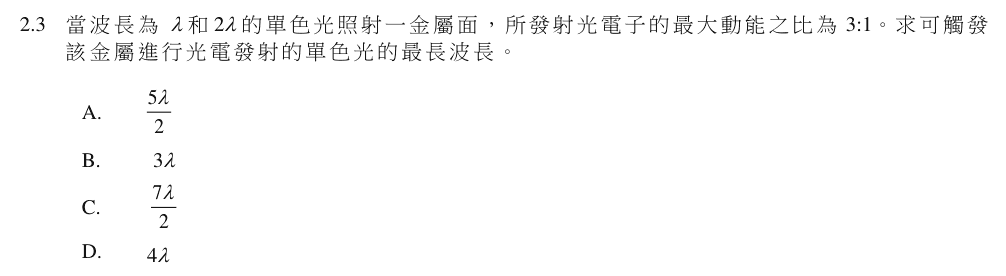 2.3 當波長為 λ 和 2λ 的單色光照射一金屬面，所發射光電子的最大動能之比為 3:1。求可觸發
該金屬進行光電發射的單色光的最長波長。
A. 5λ/2
B. 3λ
C. 7λ/2
D. 4λ